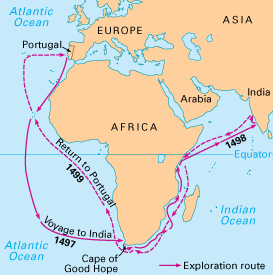 Atlantic
Ocean
EUROPE
ASIA
Portugal
India
Arabia
AFRICA
1498
Equator
Return to Portugal
1499
Indian
Ocean
Voyage to India
1497
Atlantic
Ocean
Cape of
Good Hope
Exploration route